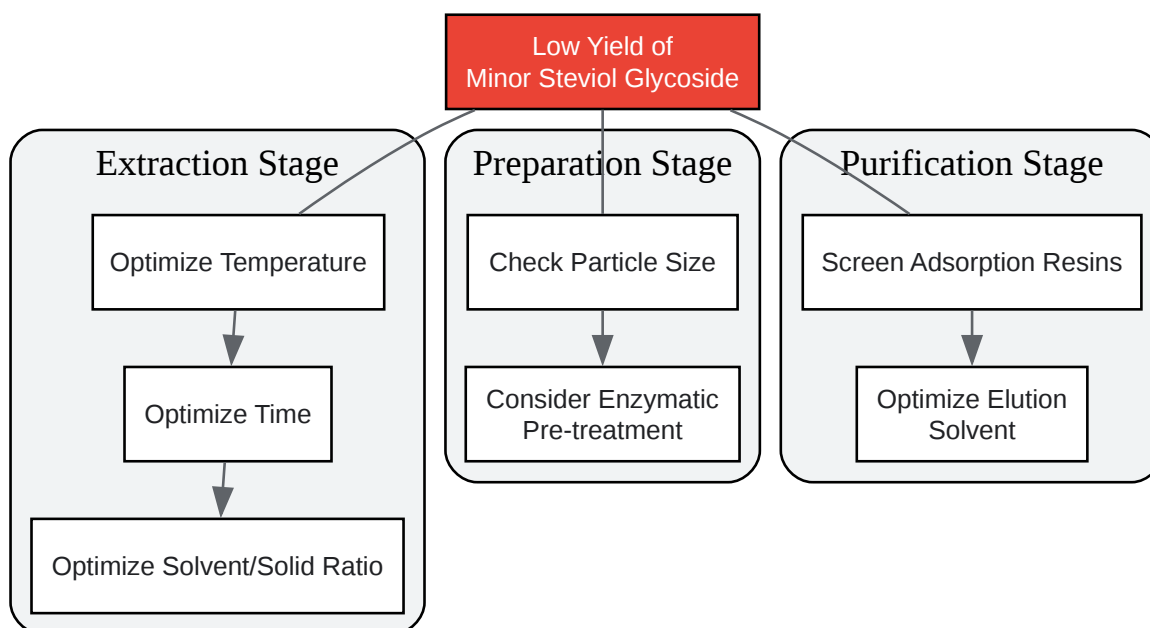 Low Yield of
Minor Steviol Glycoside
Extraction Stage
Optimize Temperature
Optimize Time
Optimize Solvent/Solid Ratio
Preparation Stage
Check Particle Size
Consider Enzymatic
Pre-treatment
Purification Stage
Screen Adsorption Resins
Optimize Elution
Solvent